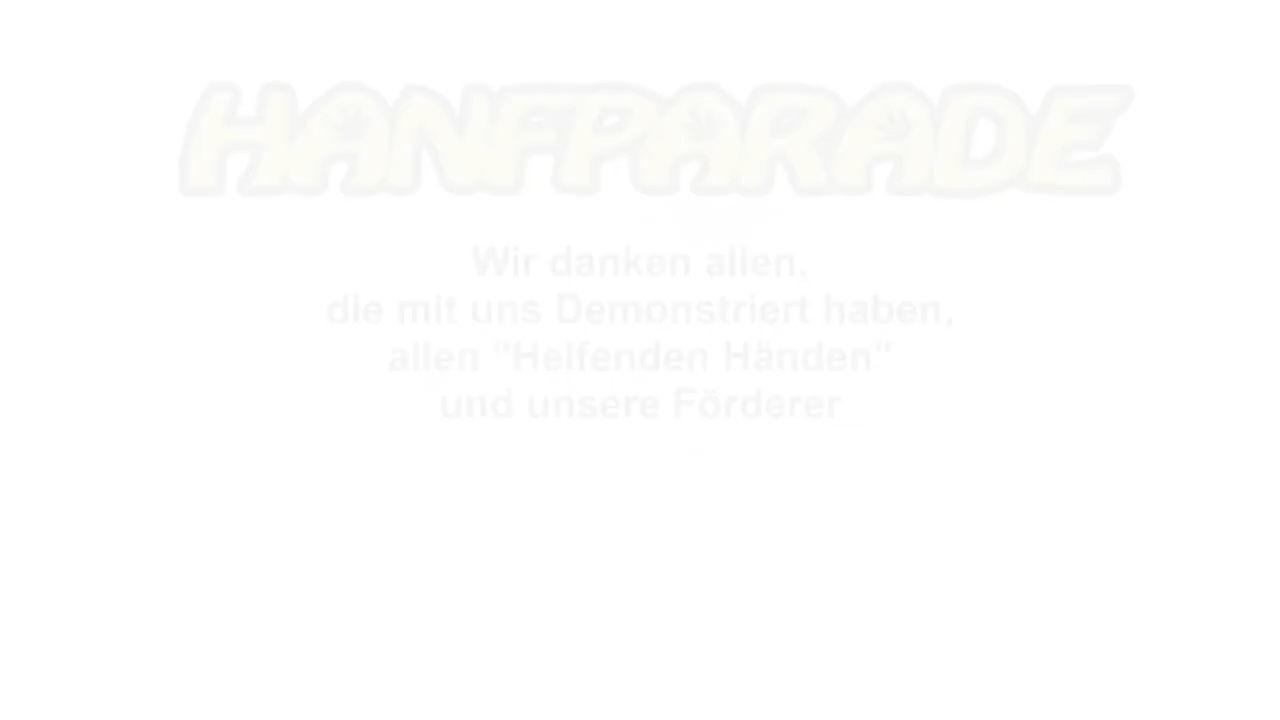 HANFPARADE
Wir danken allen,
die mit uns Demonstriert haben,
allen "Helfenden Händen"
und unsere Förderer